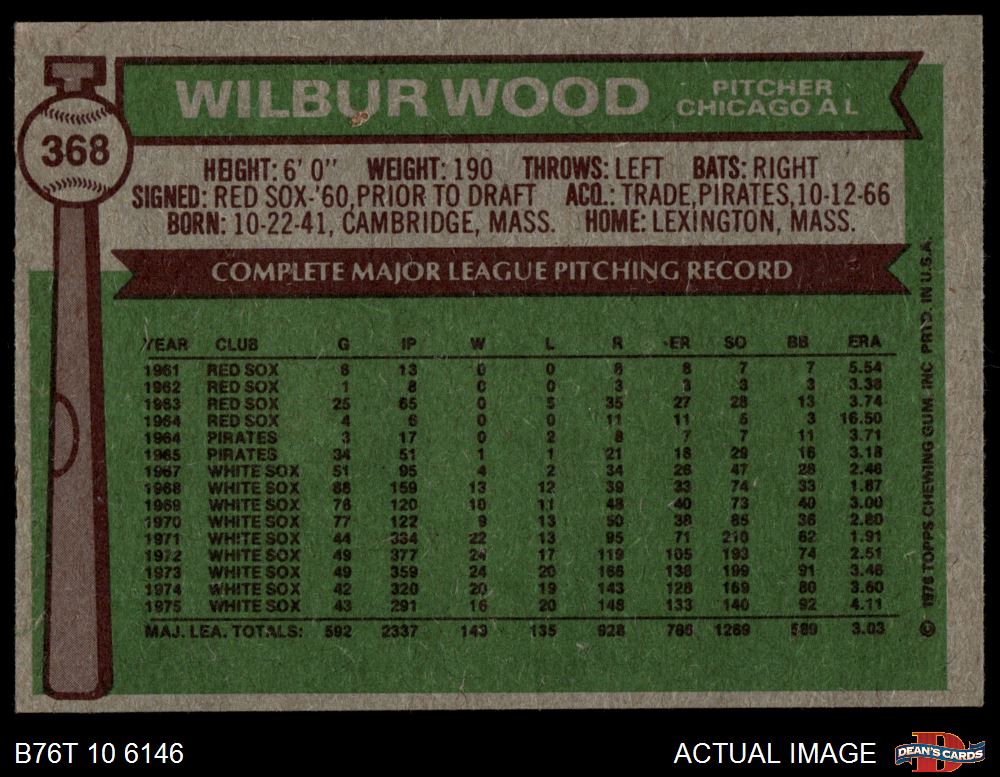 WILBUR WOOD
PITCHER
CHICAGO A L
368
HEIGHT: 6' 0" WEIGHT: 190 THROWS: LEFT BATS: RIGHT
SIGNED: RED SOX-'60, PRIOR TO DRAFT ACQ.: TRADE, PIRATES, 10-12-66
BORN: 10-22-41, CAMBRIDGE, MASS. HOME: LEXINGTON, MASS.
COMPLETE MAJOR LEAGUE PITCHING RECORD
YEAR CLUB G IP W L R ER SO BB ERA
1961 RED SOX 6 13 0 0 8 8 7 7 5.54
1962 RED SOX 1 8 0 0 3 3 3 3 3.38
1963 RED SOX 25 65 0 5 35 27 28 13 3.74
1964 RED SOX 4 6 0 0 11 11 5 3 16.50
1964 PIRATES 3 17 0 2 8 7 7 11 3.71
1965 PIRATES 34 51 1 1 21 18 29 16 3.18
1967 WHITE SOX 51 95 4 2 34 26 47 28 2.46
1968 WHITE SOX 88 159 13 12 39 33 74 33 1.87
1969 WHITE SOX 76 120 10 11 48 40 73 40 3.00
1970 WHITE SOX 77 122 9 13 50 38 85 36 2.80
1971 WHITE SOX 44 334 22 13 95 71 210 62 1.91
1972 WHITE SOX 49 377 24 17 119 105 193 74 2.51
1973 WHITE SOX 49 359 24 20 166 138 199 91 3.46
1974 WHITE SOX 42 320 20 19 143 128 169 80 3.60
1975 WHITE SOX 43 291 16 20 148 133 140 92 4.11
MAJ. LEA. TOTALS: 592 2337 143 135 928 786 1269 589 3.03
© 1976 TOPPS CHEWING GUM, INC PRTD. IN U.S.A.
B76T 10 6146
ACTUAL IMAGE
DEAN'S CARDS